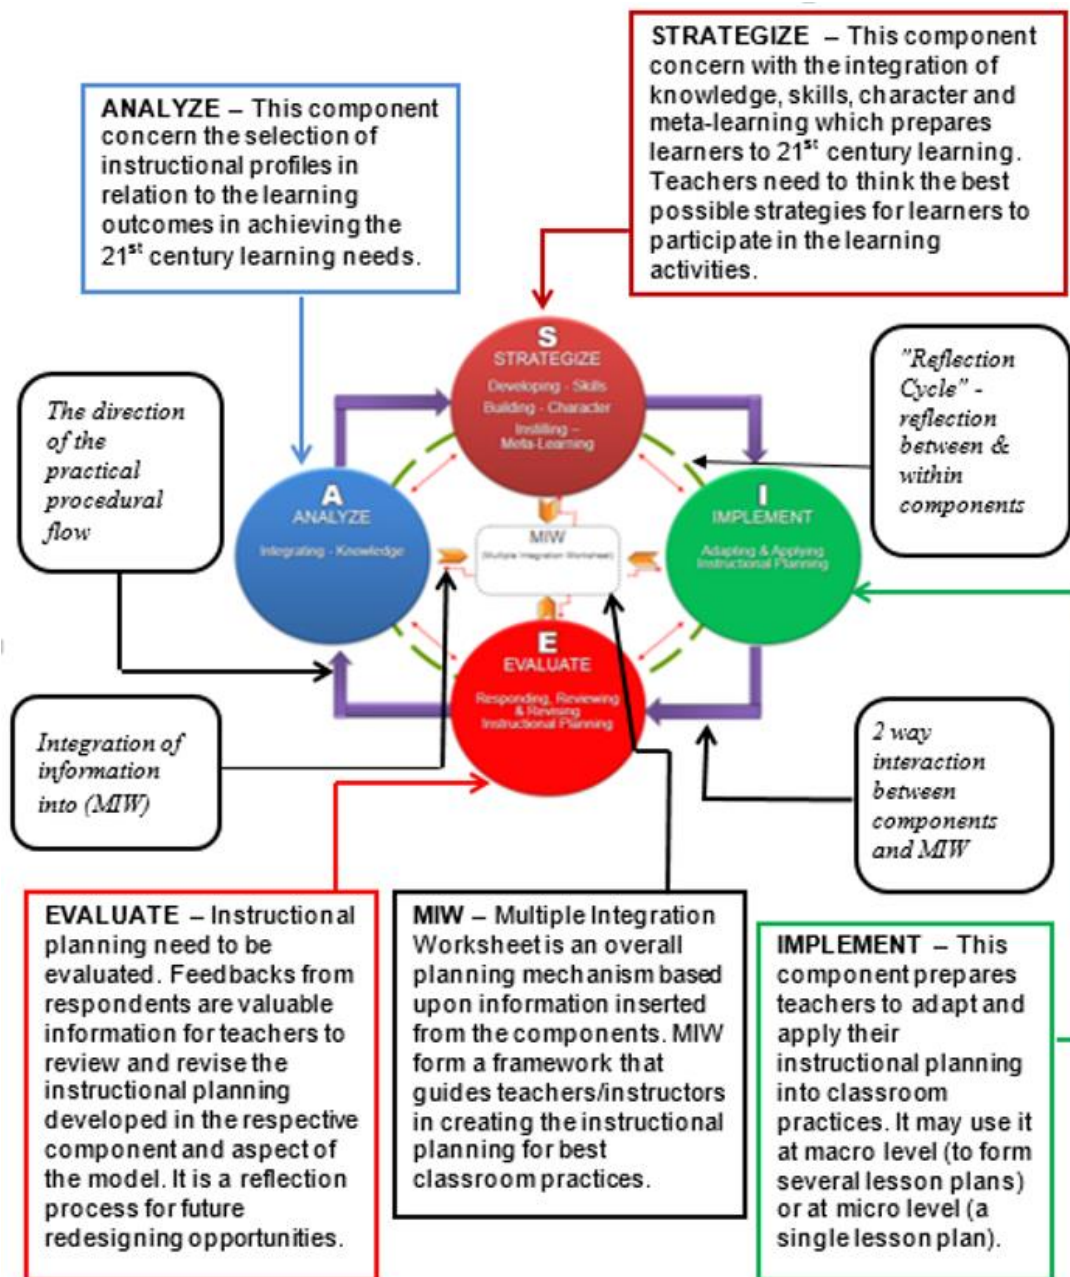 STRATEGIZE – This component
concern with the integration of
knowledge, skills, character and
meta-learning which prepares
learners to 21st century learning.
Teachers need to think the best
possible strategies for learners to
participate in the learning
activities.
ANALYZE – This component
concern the selection of
instructional profiles in
relation to the learning
outcomes in achieving the
21st century learning needs.
"Reflection
Cycle" -
reflection
between &
within
components
The direction
of the
practical
procedural
flow
S
STRATEGIZE
Developing - Skills
Building - Character
Instilling –
Meta-Learning
A
ANALYZE
Integrating - Knowledge
MIW
(Multiple Integration Worksheet)
I
IMPLEMENT
Adapting & Applying
Instructional Planning
E
EVALUATE
Responding, Reviewing
& Revising
Instructional Planning
Integration of
information
into (MIW)
2 way
interaction
between
components
and MIW
EVALUATE – Instructional
planning need to be
evaluated. Feedbacks from
respondents are valuable
information for teachers to
review and revise the
instructional planning
developed in the respective
component and aspect of
the model. It is a reflection
process for future
redesigning opportunities.
MIW – Multiple Integration
Worksheet is an overall
planning mechanism based
upon information inserted
from the components. MIW
form a framework that
guides teachers/instructors
in creating the instructional
planning for best
classroom practices.
IMPLEMENT – This
component prepares
teachers to adapt and
apply their
instructional planning
into classroom
practices. It may use it
at macro level (to form
several lesson plans)
or at micro level (a
single lesson plan).